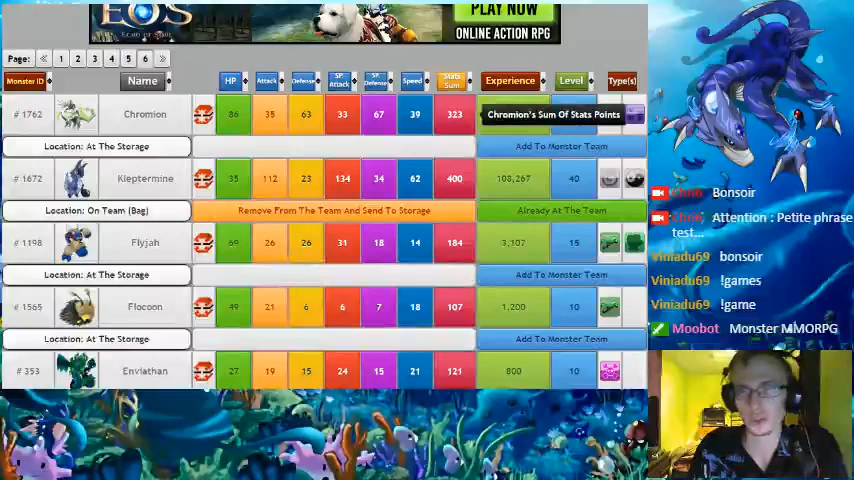 EOS
PLAY NOW
ONLINE ACTION RPG
Page: 1 2 3 4 5 6
Monster ID Name HP Attack Defense SP Attack SP Defense Speed Stats Sum Experience Level Type(s)
# 1762 Chromion 86 35 63 33 67 39 323 Chromion's Sum Of Stats Points
Location: At The Storage Add To Monster Team
# 1672 Kleptermine 35 112 23 134 34 62 400 108,267 40
Location: On Team (Bag) Remove From The Team And Send To Storage Already At The Team
# 1198 Flyjah 69 26 26 31 18 14 184 3,107 15
Location: At The Storage Add To Monster Team
# 1565 Flocoon 49 21 6 6 7 18 107 1,200 10
Location: At The Storage Add To Monster Team
# 353 Enviathan 27 19 15 24 15 21 121 800 10
Bonsoir
Attention : Petite phrase
test...
Viniadu69 bonsoir
Viniadu69 !games
Viniadu69 !game
Moobot Monster MMORPG